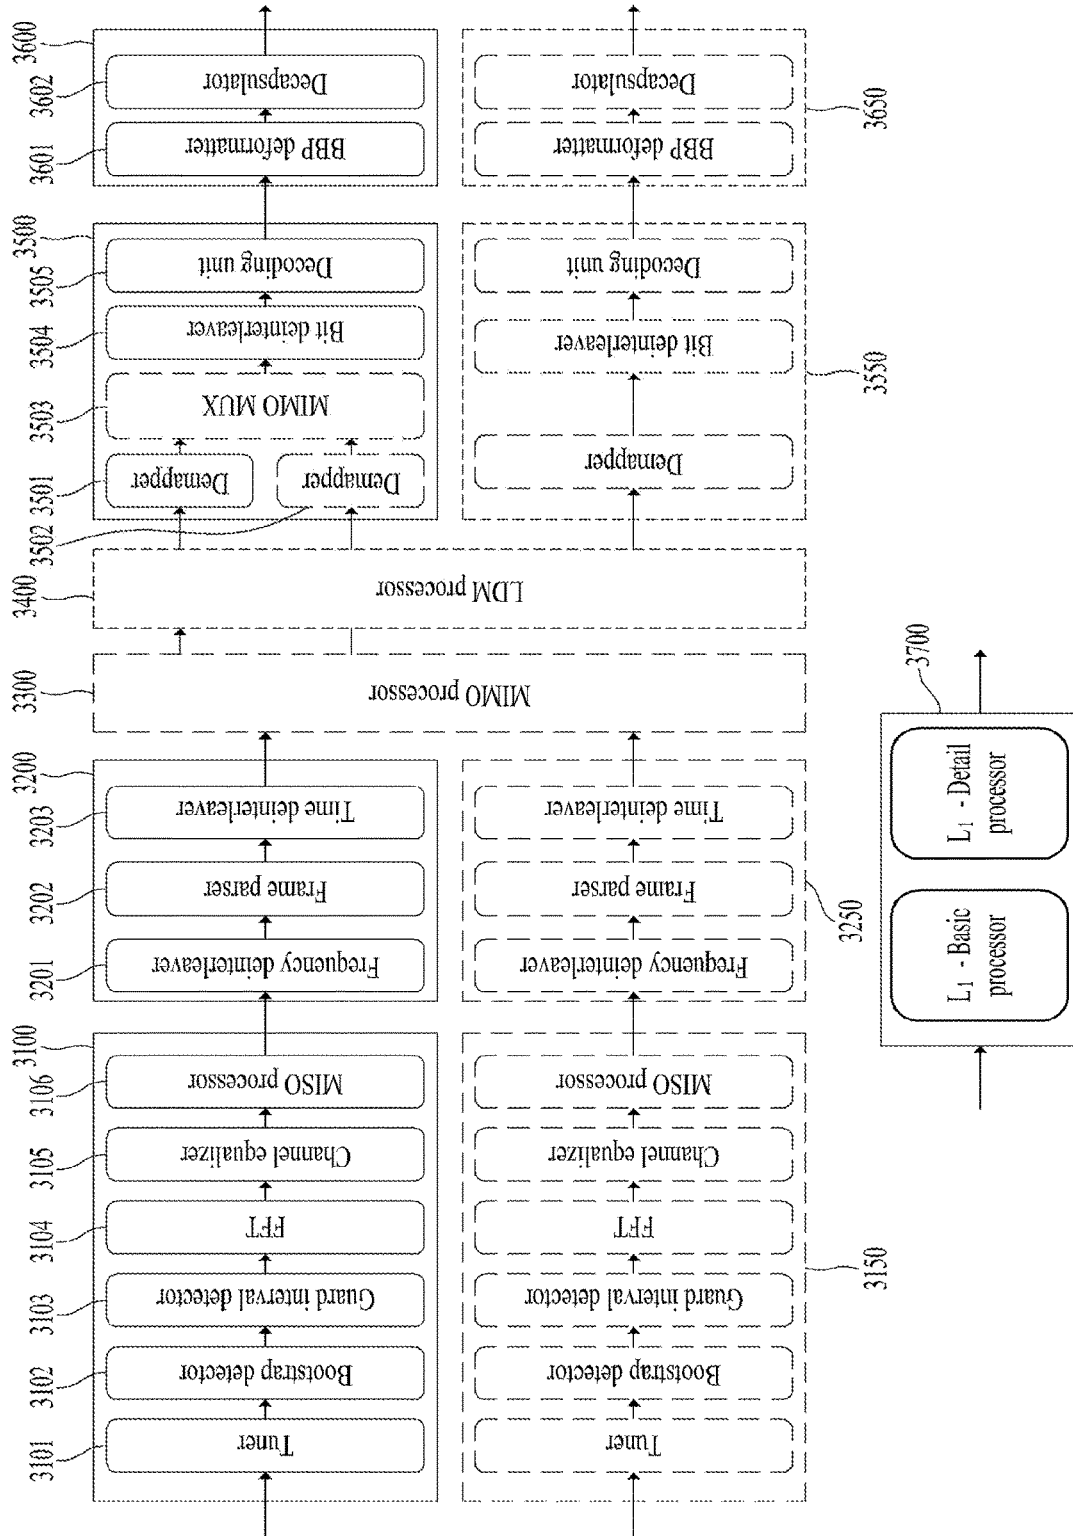 3101
3102
3103
3104
3105
3106
3100
Tuner
Bootstrap detector
Guard interval detector
FFT
Channel equalizer
MISO processor
3201
3202
3203
3200
Frequency deinterleaver
Frame parser
Time deinterleaver
3300
MIMO processor
3400
LDM processor
3502
3501
3503
3504
3505
3500
Demapper
Demapper
MIMO MUX
Bit deinterleaver
Decoding unit
3601
3602
3600
BBP deformatter
Decapsulator
Tuner
Bootstrap detector
Guard interval detector
FFT
Channel equalizer
MISO processor
3150
Frequency deinterleaver
Frame parser
Time deinterleaver
3250
Demapper
Bit deinterleaver
Decoding unit
3550
BBP deformatter
Decapsulator
3650
L1 - Basic
processor
L1 - Detail
processor
3700